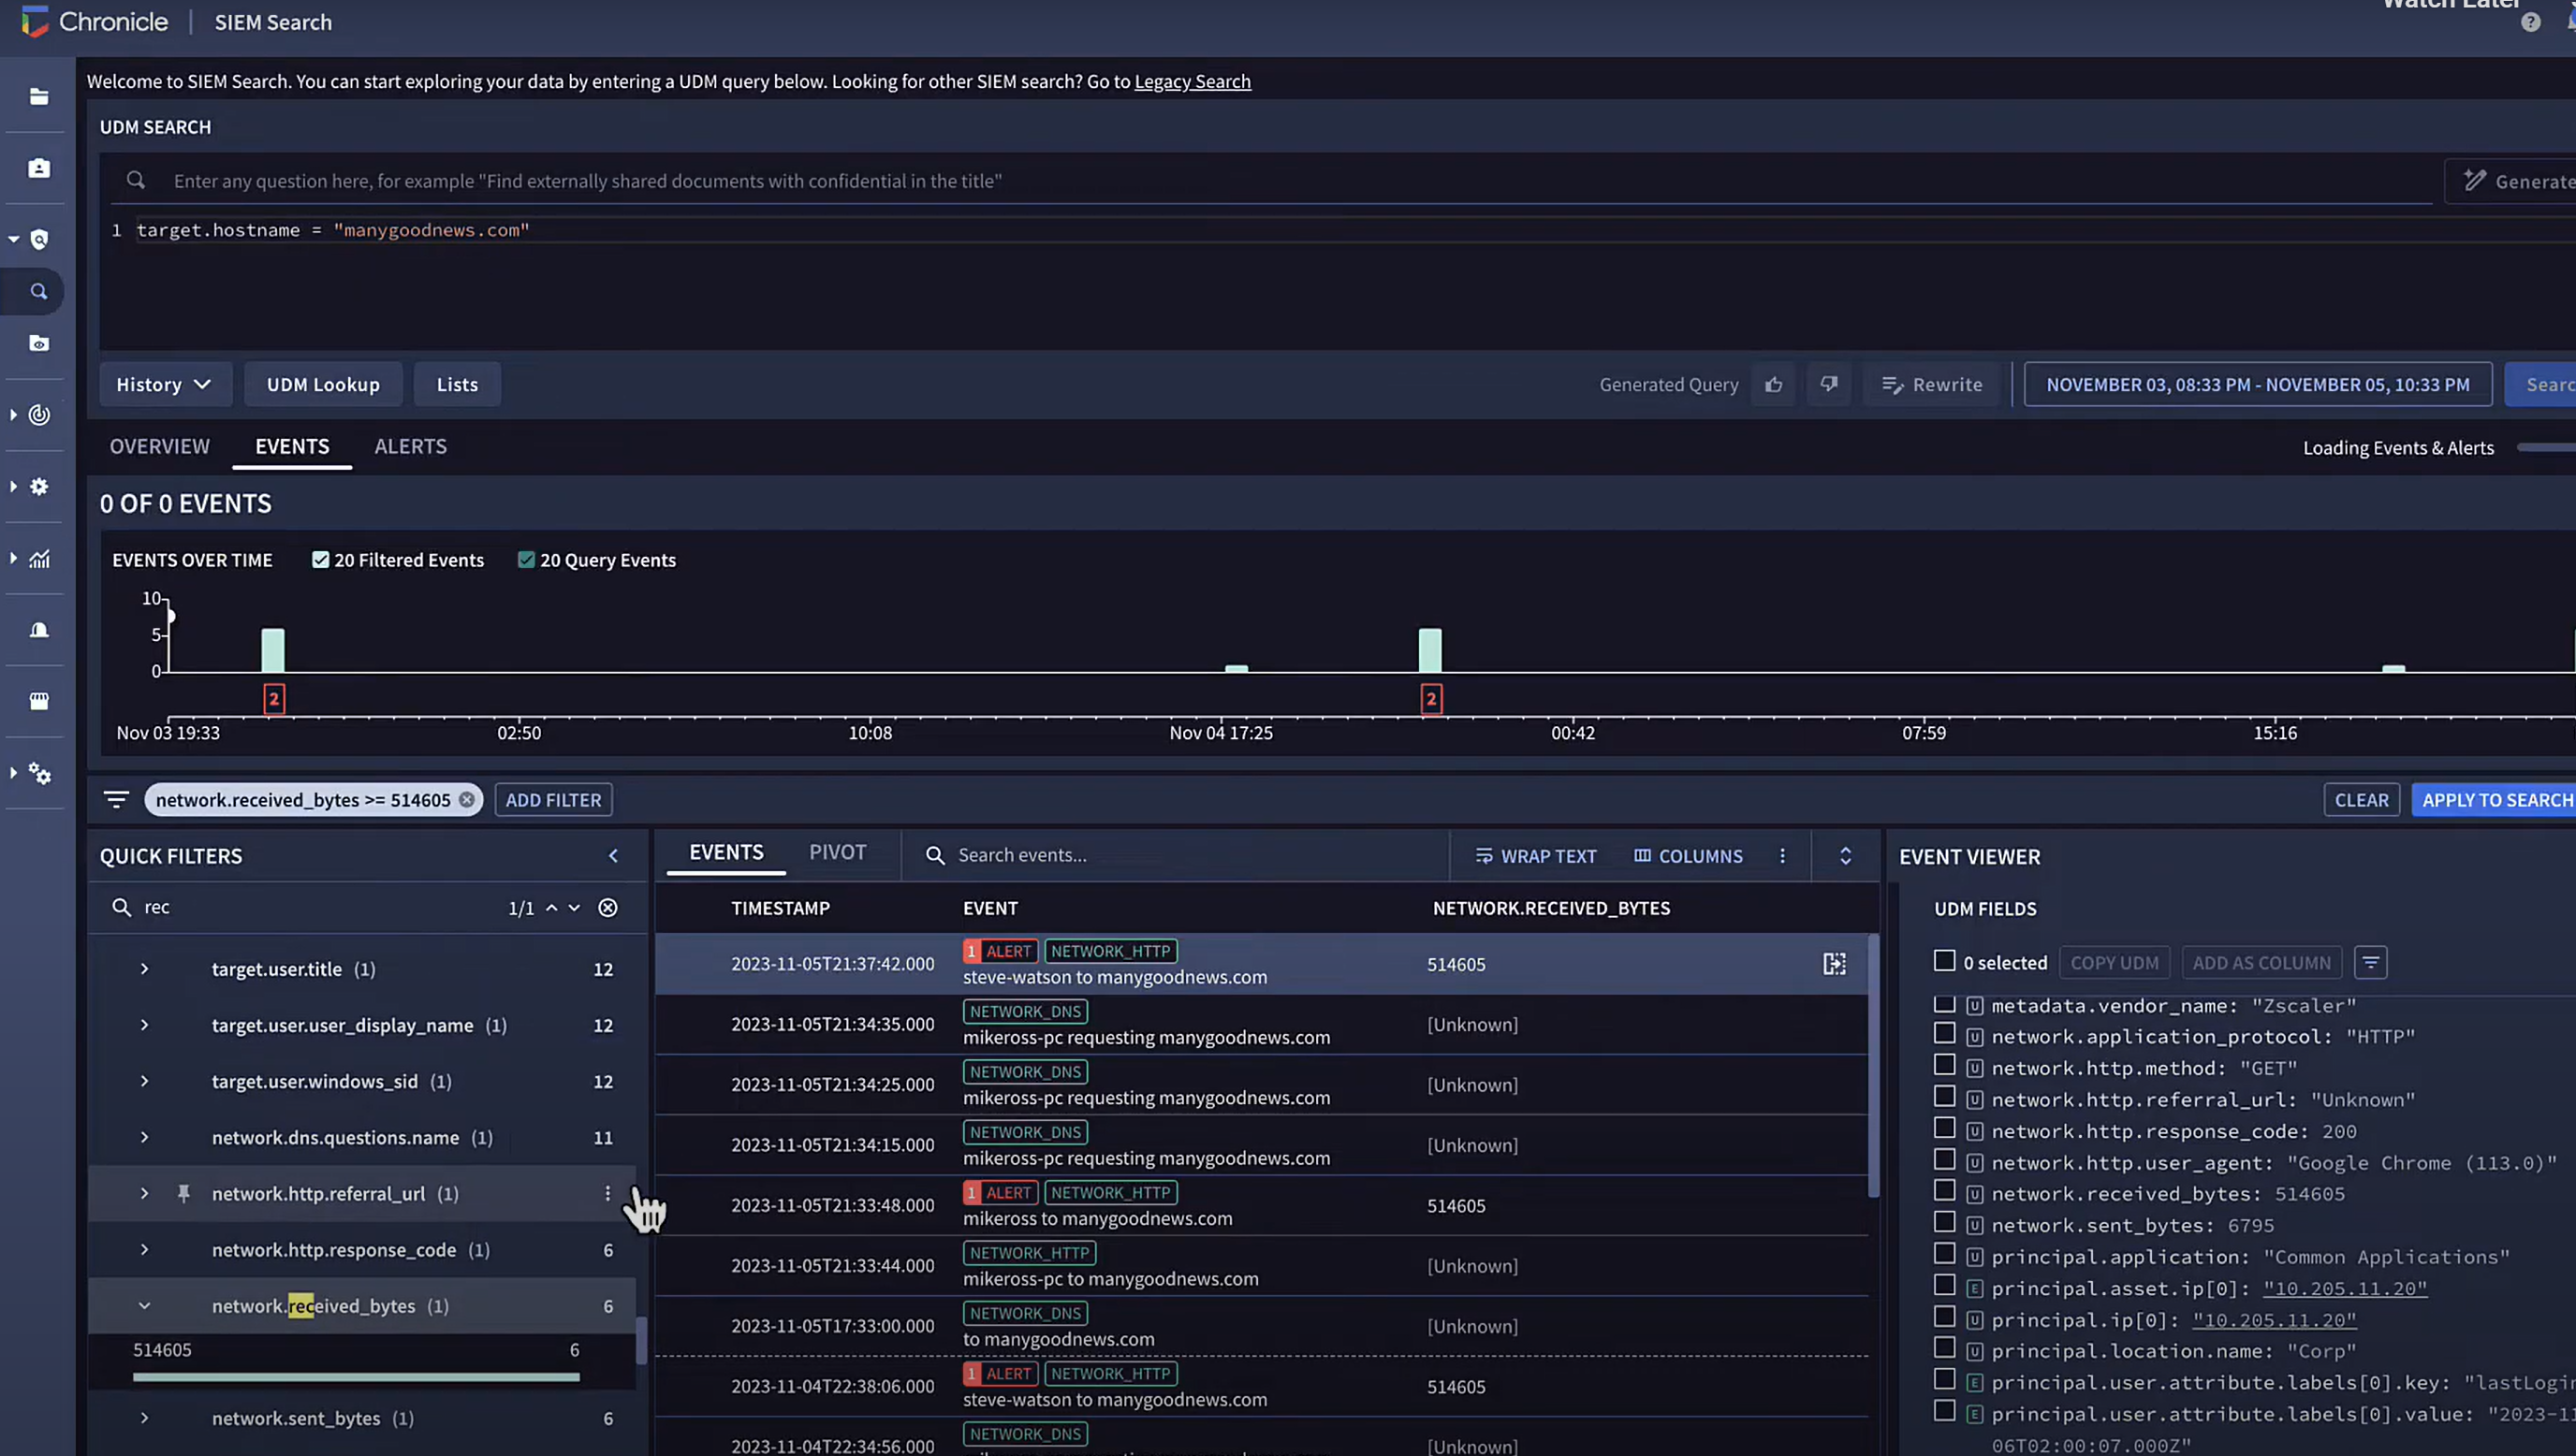 Watch Later
Chronicle | SIEM Search
Welcome to SIEM Search. You can start exploring your data by entering a UDM query below. Looking for other SIEM search? Go to Legacy Search
UDM SEARCH
Enter any question here, for example "Find externally shared documents with confidential in the title"
Generate
1 target.hostname = "manygoodnews.com"
History UDM Lookup Lists
Generated Query Rewrite NOVEMBER 03, 08:33 PM - NOVEMBER 05, 10:33 PM Searc
OVERVIEW EVENTS ALERTS
Loading Events & Alerts
0 OF 0 EVENTS
EVENTS OVER TIME 20 Filtered Events 20 Query Events
10
5
0
2 2
Nov 03 19:33 02:50 10:08 Nov 04 17:25 00:42 07:59 15:16
network.received_bytes >= 514605 ADD FILTER CLEAR APPLY TO SEARCH
QUICK FILTERS
rec 1/1
target.user.title (1) 12
target.user.user_display_name (1) 12
target.user.windows_sid (1) 12
network.dns.questions.name (1) 11
network.http.referral_url (1)
network.http.response_code (1) 6
network.received_bytes (1) 6
514605 6
network.sent_bytes (1) 6
EVENTS PIVOT Search events... WRAP TEXT COLUMNS
TIMESTAMP EVENT NETWORK.RECEIVED_BYTES
2023-11-05T21:37:42.000 1 ALERT NETWORK_HTTP 514605
steve-watson to manygoodnews.com
2023-11-05T21:34:35.000 NETWORK_DNS [Unknown]
mikeross-pc requesting manygoodnews.com
2023-11-05T21:34:25.000 NETWORK_DNS [Unknown]
mikeross-pc requesting manygoodnews.com
2023-11-05T21:34:15.000 NETWORK_DNS [Unknown]
mikeross-pc requesting manygoodnews.com
2023-11-05T21:33:48.000 1 ALERT NETWORK_HTTP 514605
mikeross to manygoodnews.com
2023-11-05T21:33:44.000 NETWORK_HTTP [Unknown]
mikeross-pc to manygoodnews.com
2023-11-05T17:33:00.000 NETWORK_DNS [Unknown]
to manygoodnews.com
2023-11-04T22:38:06.000 1 ALERT NETWORK_HTTP 514605
steve-watson to manygoodnews.com
2023-11-04T22:34:56.000 NETWORK_DNS [Unknown]
EVENT VIEWER
UDM FIELDS
0 selected COPY UDM ADD AS COLUMN
U metadata.vendor_name: "Zscaler"
U network.application_protocol: "HTTP"
U network.http.method: "GET"
U network.http.referral_url: "Unknown"
U network.http.response_code: 200
U network.http.user_agent: "Google Chrome (113.0)"
U network.received_bytes: 514605
U network.sent_bytes: 6795
U principal.application: "Common Applications"
E principal.asset.ip[0]: "10.205.11.20"
U principal.ip[0]: "10.205.11.20"
U principal.location.name: "Corp"
E principal.user.attribute.labels[0].key: "lastLogin
E principal.user.attribute.labels[0].value: "2023-11
06T02:00:07.000Z"